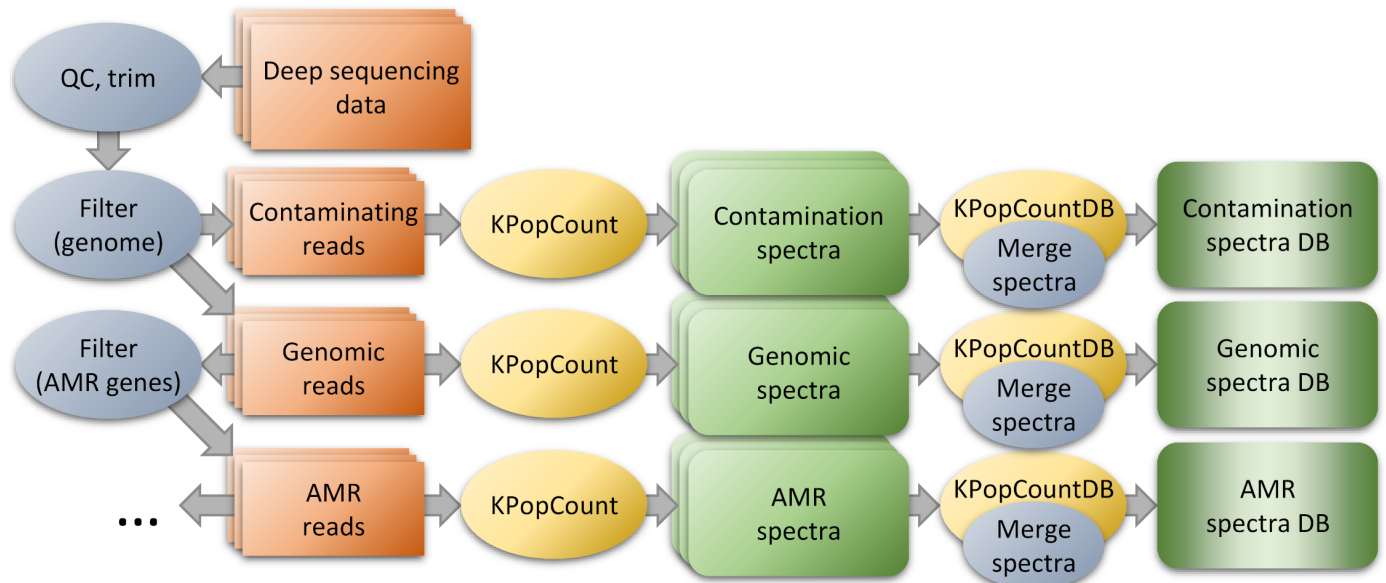 QC, trim
Deep sequencing
data
Filter
(genome)
Contaminating
reads
KPopCount
Contamination
spectra
KPopCountDB
Merge
spectra
Contamination
spectra DB
Filter
(AMR genes)
Genomic
reads
KPopCount
Genomic
spectra
KPopCountDB
Merge
spectra
Genomic
spectra DB
...
AMR
reads
KPopCount
AMR
spectra
KPopCountDB
Merge
spectra
AMR
spectra DB